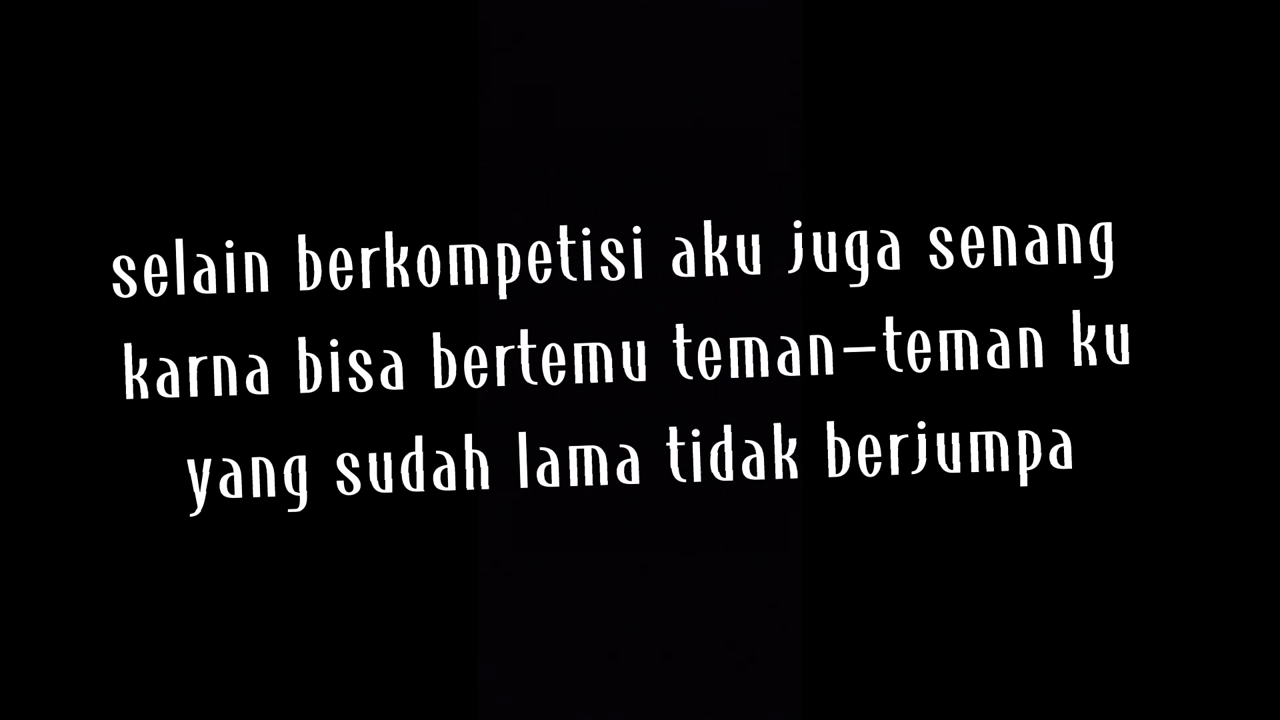 selain berkompetisi aku juga senang
karna bisa bertemu teman-teman ku
yang sudah lama tidak berjumpa